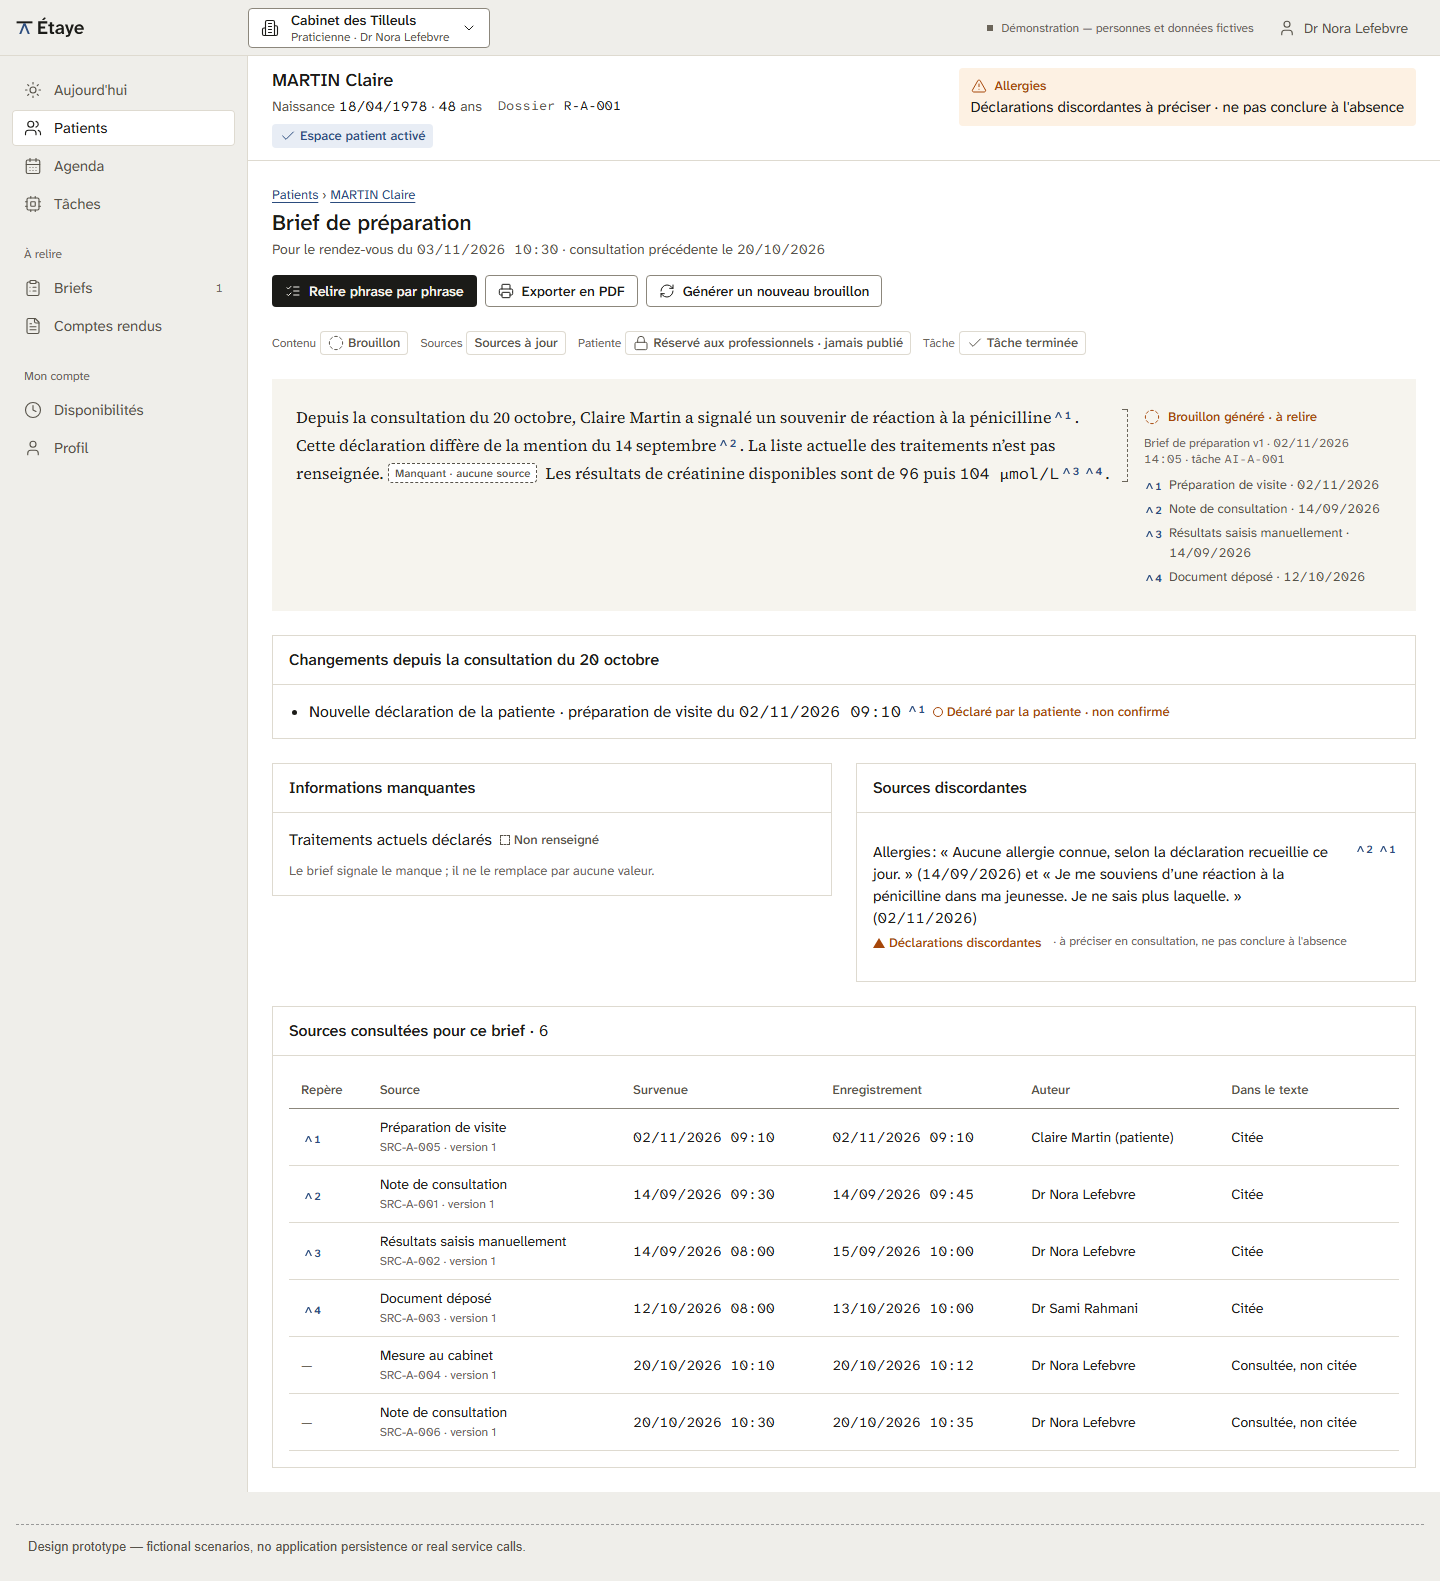 Étaye
Cabinet des Tilleuls
Praticienne · Dr Nora Lefebvre
Démonstration — personnes et données fictives
Dr Nora Lefebvre
Aujourd'hui
Patients
Agenda
Tâches
À relire
Briefs 1
Comptes rendus
Mon compte
Disponibilités
Profil
MARTIN Claire
Naissance 18/04/1978 · 48 ans Dossier R-A-001
Espace patient activé
Allergies
Déclarations discordantes à préciser · ne pas conclure à l'absence
Patients › MARTIN Claire
Brief de préparation
Pour le rendez-vous du 03/11/2026 10:30 · consultation précédente le 20/10/2026
Relire phrase par phrase
Exporter en PDF
Générer un nouveau brouillon
Contenu Brouillon Sources Sources à jour Patiente Réservé aux professionnels · jamais publié Tâche Tâche terminée
Depuis la consultation du 20 octobre, Claire Martin a signalé un souvenir de réaction à la pénicilline ^1.
Cette déclaration diffère de la mention du 14 septembre ^2. La liste actuelle des traitements n’est pas
renseignée. Manquant · aucune source Les résultats de créatinine disponibles sont de 96 puis 104 µmol/L ^3 ^4.
Brouillon généré · à relire
Brief de préparation v1 · 02/11/2026
14:05 · tâche AI-A-001
^1 Préparation de visite · 02/11/2026
^2 Note de consultation · 14/09/2026
^3 Résultats saisis manuellement ·
14/09/2026
^4 Document déposé · 12/10/2026
Changements depuis la consultation du 20 octobre
• Nouvelle déclaration de la patiente · préparation de visite du 02/11/2026 09:10 ^1 Déclaré par la patiente · non confirmé
Informations manquantes
Traitements actuels déclarés Non renseigné
Le brief signale le manque ; il ne le remplace par aucune valeur.
Sources discordantes
Allergies : « Aucune allergie connue, selon la déclaration recueillie ce ^2 ^1
jour. » (14/09/2026) et « Je me souviens d’une réaction à la
pénicilline dans ma jeunesse. Je ne sais plus laquelle. »
(02/11/2026)
Déclarations discordantes · à préciser en consultation, ne pas conclure à l'absence
Sources consultées pour ce brief · 6
Repère Source Survenue Enregistrement Auteur Dans le texte
^1 Préparation de visite 02/11/2026 09:10 02/11/2026 09:10 Claire Martin (patiente) Citée
SRC-A-005 · version 1
^2 Note de consultation 14/09/2026 09:30 14/09/2026 09:45 Dr Nora Lefebvre Citée
SRC-A-001 · version 1
^3 Résultats saisis manuellement 14/09/2026 08:00 15/09/2026 10:00 Dr Nora Lefebvre Citée
SRC-A-002 · version 1
^4 Document déposé 12/10/2026 08:00 13/10/2026 10:00 Dr Sami Rahmani Citée
SRC-A-003 · version 1
— Mesure au cabinet 20/10/2026 10:10 20/10/2026 10:12 Dr Nora Lefebvre Consultée, non citée
SRC-A-004 · version 1
— Note de consultation 20/10/2026 10:30 20/10/2026 10:35 Dr Nora Lefebvre Consultée, non citée
SRC-A-006 · version 1
Design prototype — fictional scenarios, no application persistence or real service calls.